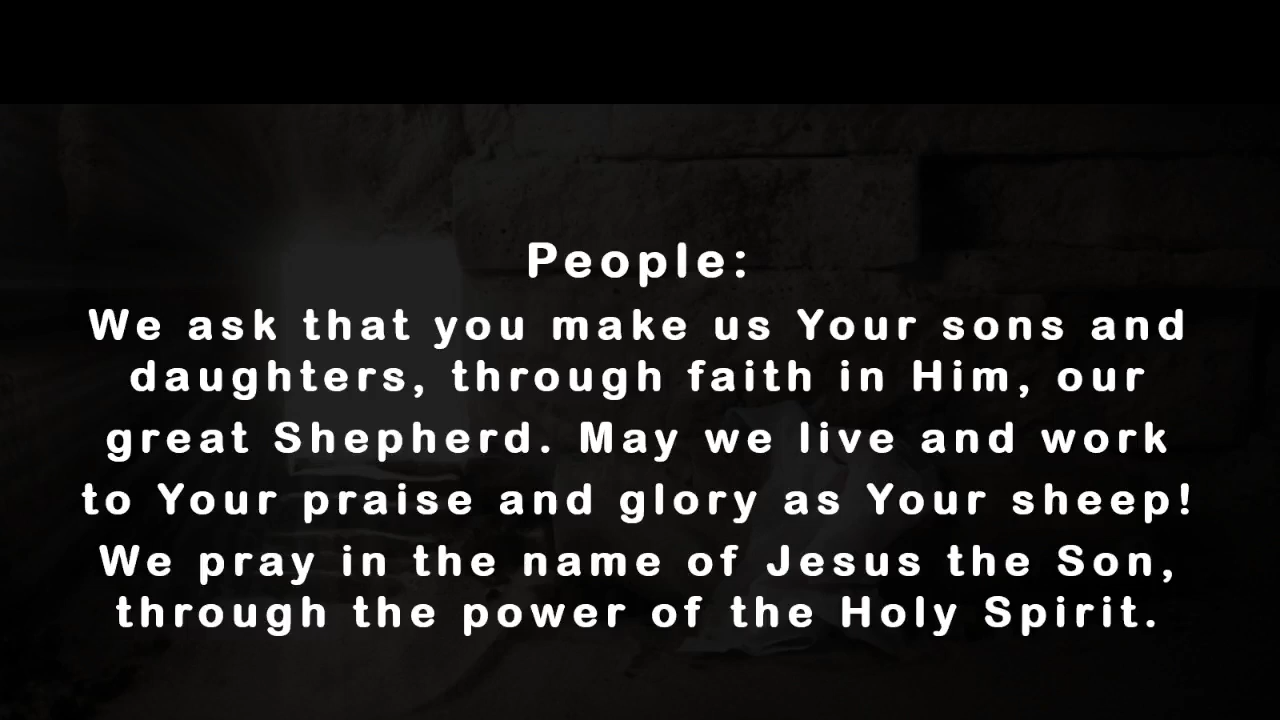 People:
We ask that you make us Your sons and
daughters, through faith in Him, our
great Shepherd. May we live and work
to Your praise and glory as Your sheep!
We pray in the name of Jesus the Son,
through the power of the Holy Spirit.